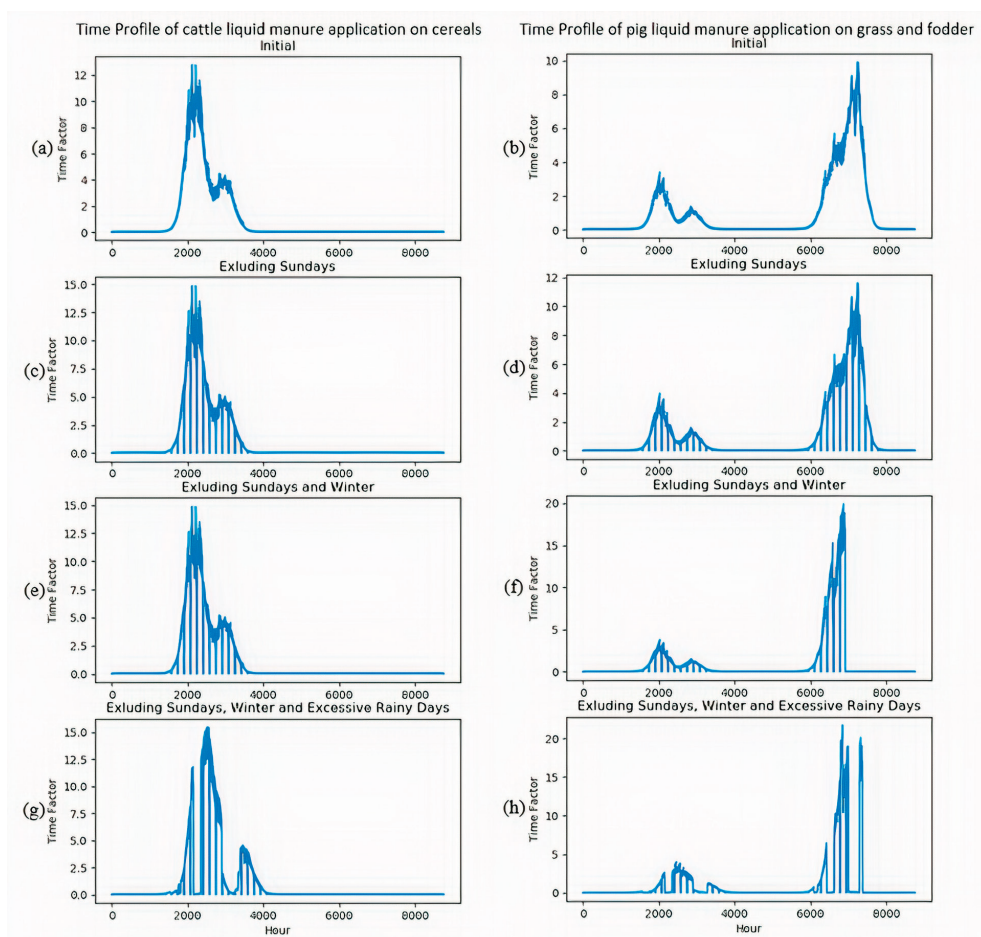 Time Profile of cattle liquid manure application on cereals
Initial
Time Profile of pig liquid manure application on grass and fodder
Initial
(a)
Time Factor
12
10
8
6
4
2
0
0 2000 4000 6000 8000
(b)
Time Factor
10
8
6
4
2
0
0 2000 4000 6000 8000
Exluding Sundays
(c)
Time Factor
15.0
12.5
10.0
7.5
5.0
2.5
0.0
0 2000 4000 6000 8000
Exluding Sundays
(d)
Time Factor
12
10
8
6
4
2
0
0 2000 4000 6000 8000
Exluding Sundays and Winter
(e)
Time Factor
15.0
12.5
10.0
7.5
5.0
2.5
0.0
0 2000 4000 6000 8000
Exluding Sundays and Winter
(f)
Time Factor
20
15
10
5
0
0 2000 4000 6000 8000
Exluding Sundays, Winter and Excessive Rainy Days
(g)
Time Factor
15.0
12.5
10.0
7.5
5.0
2.5
0.0
0 2000 4000 6000 8000
Hour
Exluding Sundays, Winter and Excessive Rainy Days
(h)
Time Factor
20
15
10
5
0
0 2000 4000 6000 8000
Hour